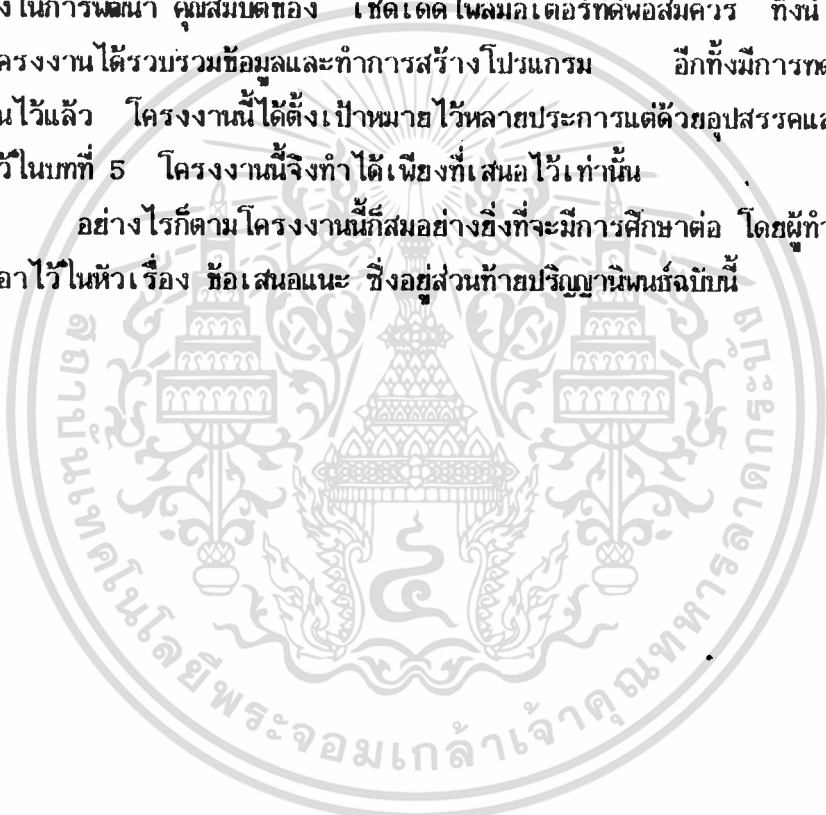 งในการพัฒนา คุณสมบัติของ เช็ดเดด โพลมอเตอร์ที่ดีพอสมควร ทั้งนี้
ครงงานได้รวบรวมข้อมูลและทำการสร้างโปรแกรม อีกทั้งมีการทด
นไว้แล้ว โครงงานนี้ได้ตั้งเป้าหมายไว้หลายประการแต่ด้วยอุปสรรคแล
ว้ในบทที่ 5 โครงงานนี้จึงทำได้เพียงที่เสนอไว้เท่านั้น
อย่างไรก็ตามโครงงานนี้ก็สมอย่างยิ่งที่จะมีการศึกษาต่อ โดยผู้ทำ
อาไว้ในหัวเรื่อง ข้อเสนอแนะ ซึ่งอยู่ส่วนท้ายปริญญานิพนธ์ฉบับนี้
สถาบันเทคโนโลยีพระจอมเกล้าเจ้าคุณทหารลาดกระบัง